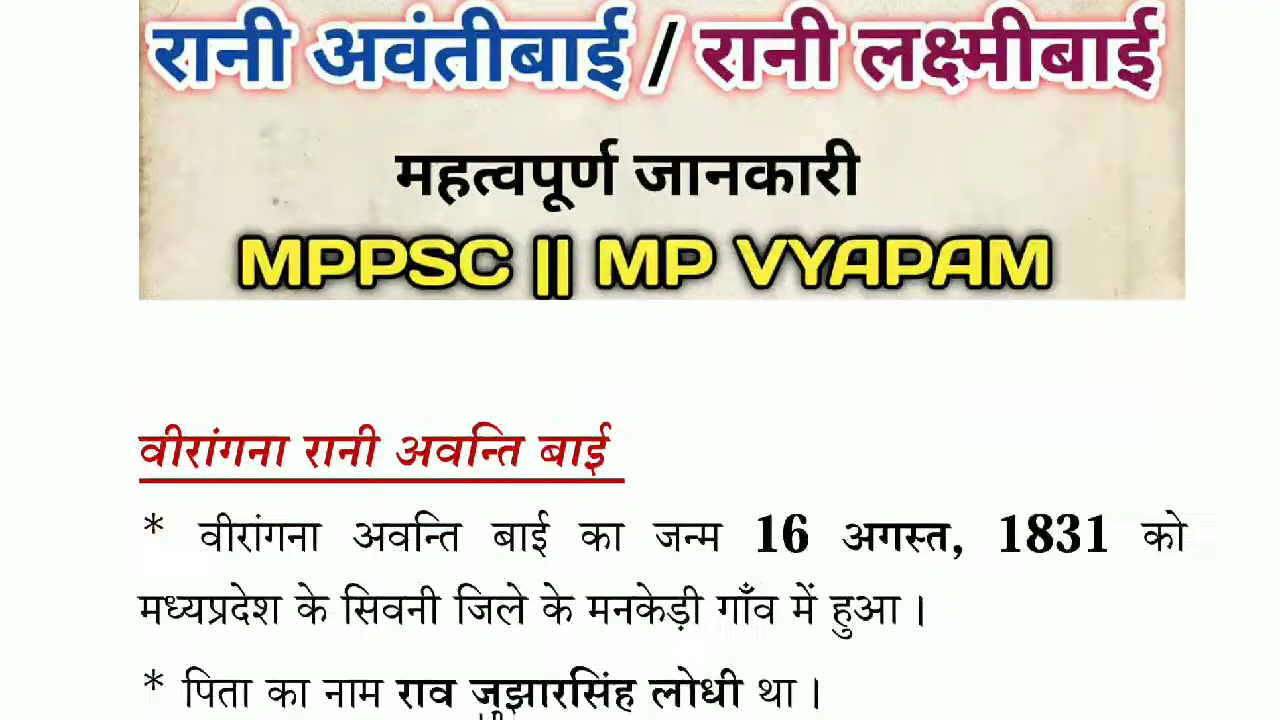 रानी अवंतीबाई / रानी लक्ष्मीबाई
महत्वपूर्ण जानकारी
MPPSC || MP VYAPAM
वीरांगना रानी अवन्ति बाई
* वीरांगना अवन्ति बाई का जन्म 16 अगस्त, 1831 को
मध्यप्रदेश के सिवनी जिले के मनकेड़ी गाँव में हुआ।
* पिता का नाम राव जुझारसिंह लोधी था।